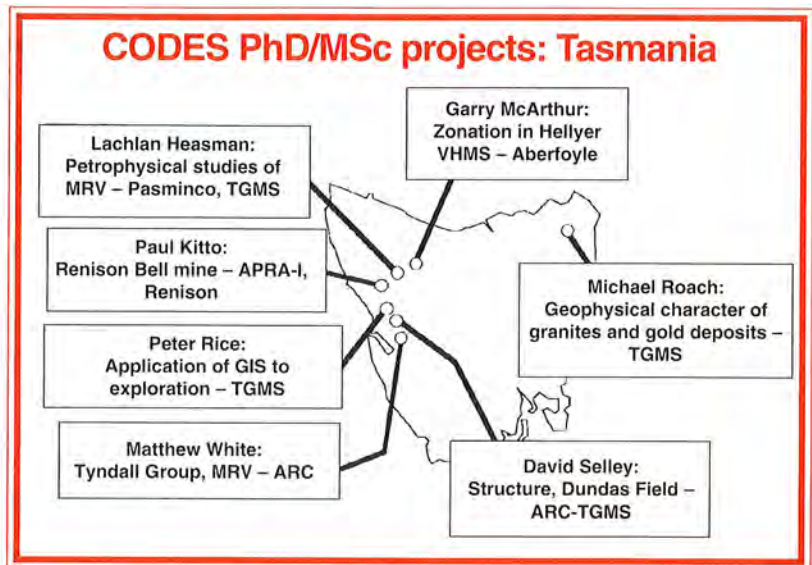 CODES PhD/MSc projects: Tasmania
Garry McArthur:
Zonation in Hellyer
VHMS – Aberfoyle
Lachlan Heasman:
Petrophysical studies of
MRV – Pasminco, TGMS
Paul Kitto:
Renison Bell mine – APRA-I,
Renison
Michael Roach:
Geophysical character of
granites and gold deposits –
TGMS
Peter Rice:
Application of GIS to
exploration – TGMS
Matthew White:
Tyndall Group, MRV – ARC
David Selley:
Structure, Dundas Field –
ARC-TGMS